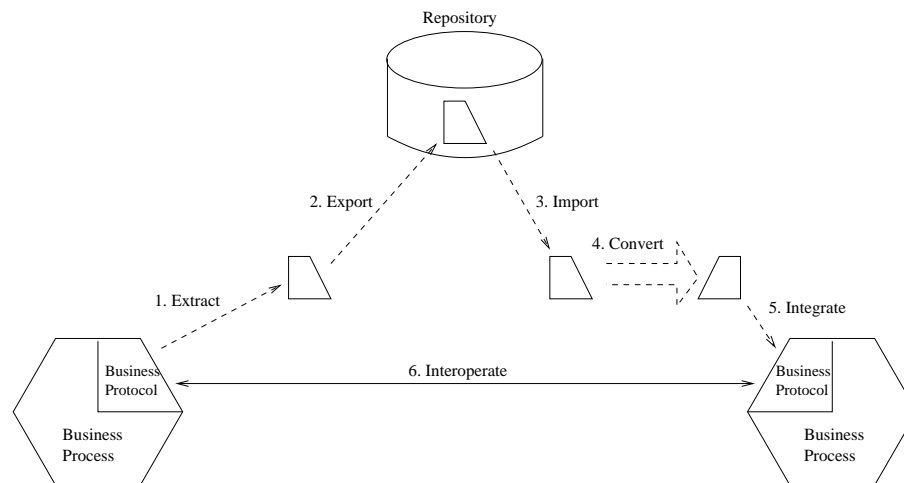 Repository
2. Export
3. Import
4. Convert
1. Extract
5. Integrate
Business
Protocol
6. Interoperate
Business
Protocol
Business
Process
Business
Process